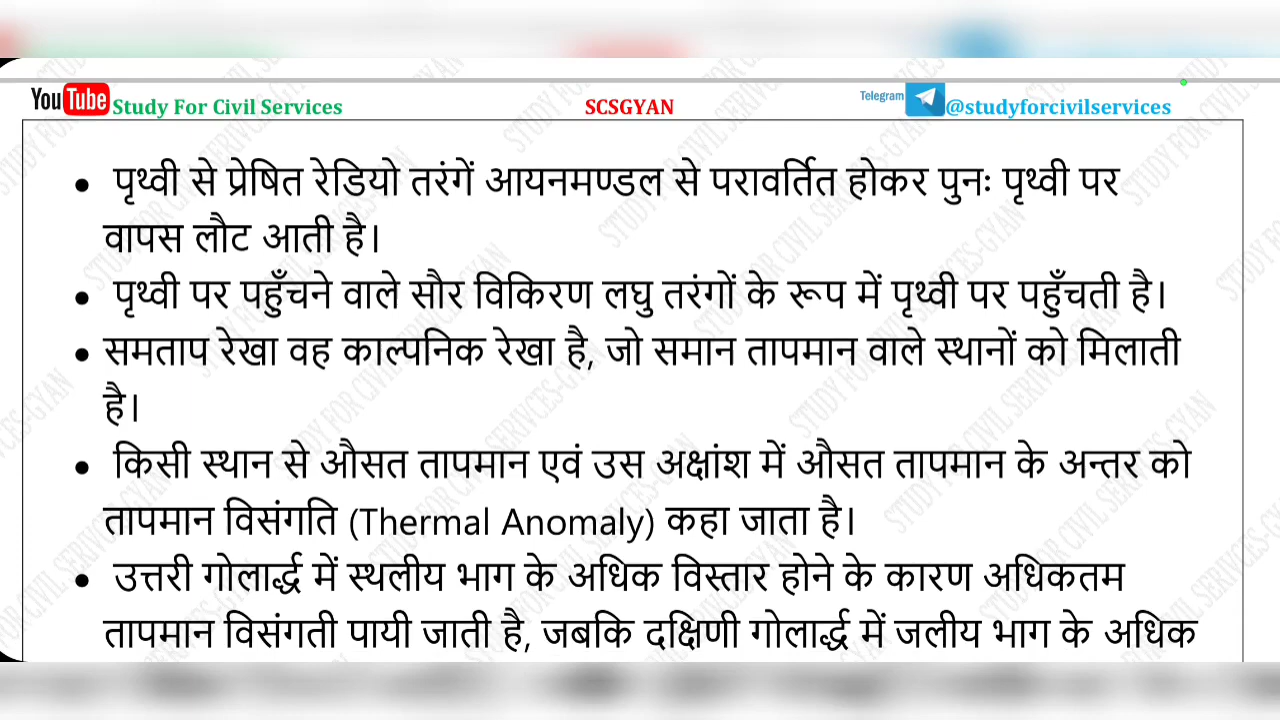 YouTube Study For Civil Services SCSGYAN Telegram @studyforcivilservices
• पृथ्वी से प्रेषित रेडियो तरंगें आयनमण्डल से परावर्तित होकर पुनः पृथ्वी पर
वापस लौट आती है।
• पृथ्वी पर पहुँचने वाले सौर विकिरण लघु तरंगों के रूप में पृथ्वी पर पहुँचती है।
• समताप रेखा वह काल्पनिक रेखा है, जो समान तापमान वाले स्थानों को मिलाती
है।
• किसी स्थान से औसत तापमान एवं उस अक्षांश में औसत तापमान के अन्तर को
तापमान विसंगति (Thermal Anomaly) कहा जाता है।
• उत्तरी गोलार्द्ध में स्थलीय भाग के अधिक विस्तार होने के कारण अधिकतम
तापमान विसंगती पायी जाती है, जबकि दक्षिणी गोलार्द्ध में जलीय भाग के अधिक